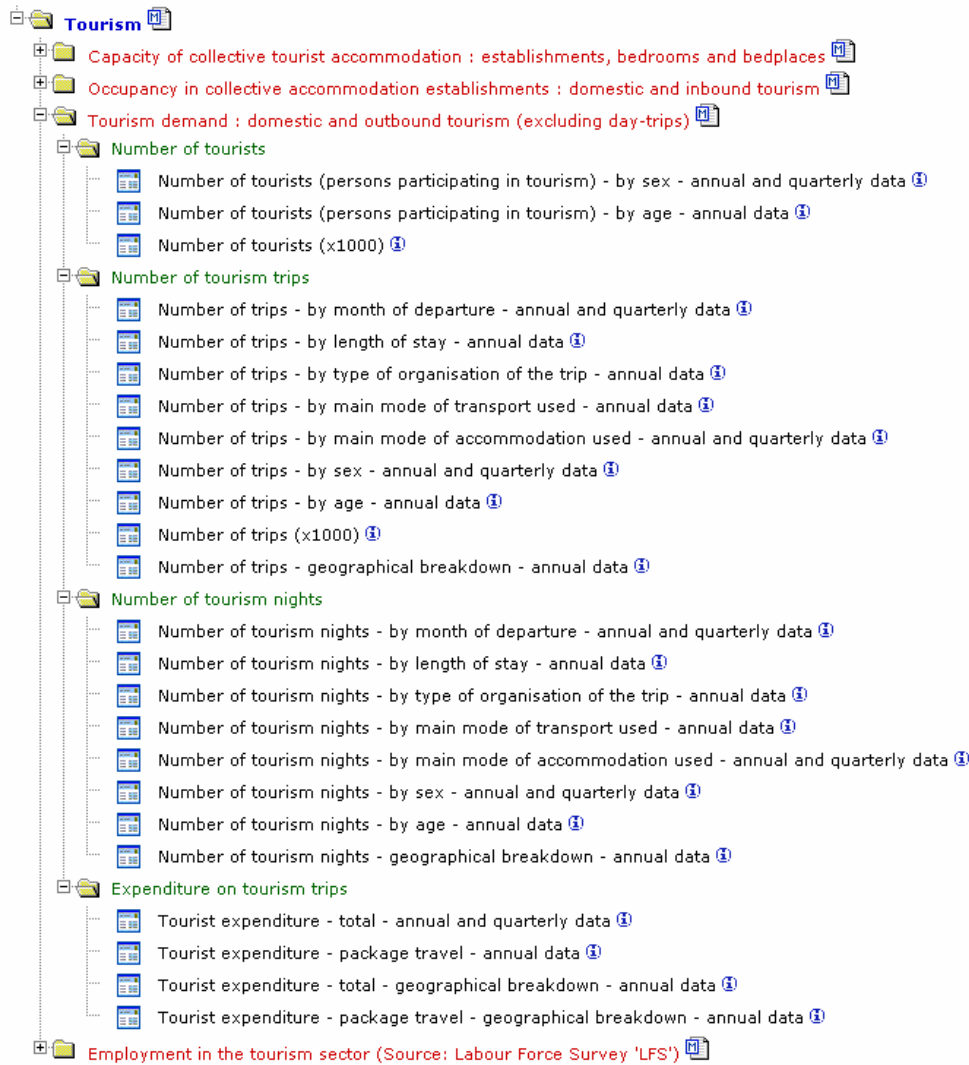 Tourism
Capacity of collective tourist accommodation : establishments, bedrooms and bedplaces
Occupancy in collective accommodation establishments : domestic and inbound tourism
Tourism demand : domestic and outbound tourism (excluding day-trips)
Number of tourists
Number of tourists (persons participating in tourism) - by sex - annual and quarterly data
Number of tourists (persons participating in tourism) - by age - annual data
Number of tourists (x1000)
Number of tourism trips
Number of trips - by month of departure - annual and quarterly data
Number of trips - by length of stay - annual data
Number of trips - by type of organisation of the trip - annual data
Number of trips - by main mode of transport used - annual data
Number of trips - by main mode of accommodation used - annual and quarterly data
Number of trips - by sex - annual and quarterly data
Number of trips - by age - annual data
Number of trips (x1000)
Number of trips - geographical breakdown - annual data
Number of tourism nights
Number of tourism nights - by month of departure - annual and quarterly data
Number of tourism nights - by length of stay - annual data
Number of tourism nights - by type of organisation of the trip - annual data
Number of tourism nights - by main mode of transport used - annual data
Number of tourism nights - by main mode of accommodation used - annual and quarterly data
Number of tourism nights - by sex - annual and quarterly data
Number of tourism nights - by age - annual data
Number of tourism nights - geographical breakdown - annual data
Expenditure on tourism trips
Tourist expenditure - total - annual and quarterly data
Tourist expenditure - package travel - annual data
Tourist expenditure - total - geographical breakdown - annual data
Tourist expenditure - package travel - geographical breakdown - annual data
Employment in the tourism sector (Source: Labour Force Survey 'LFS')